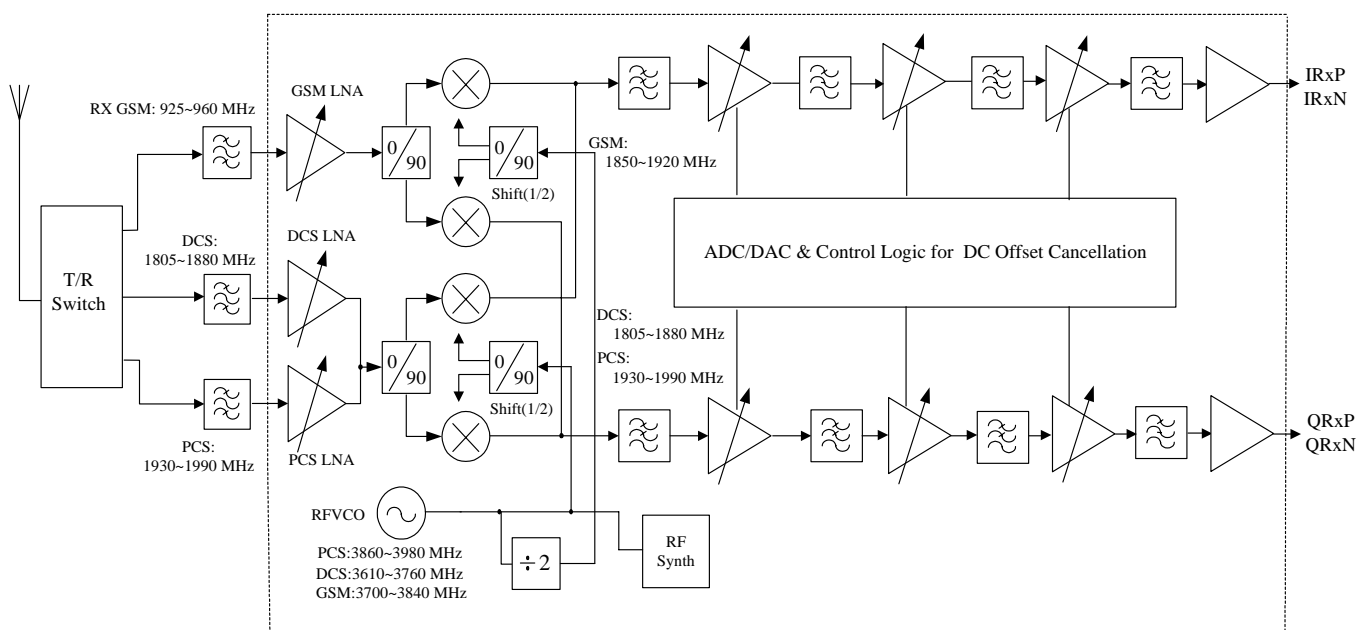 RX GSM: 925~960 MHz
GSM LNA
0
90
0
90
Shift(1/2)
GSM:
1850~1920 MHz
IRxP
IRxN
T/R
Switch
DCS:
1805~1880 MHz
DCS LNA
ADC/DAC & Control Logic for DC Offset Cancellation
0
90
0
90
Shift(1/2)
DCS:
1805~1880 MHz
PCS:
1930~1990 MHz
PCS:
1930~1990 MHz
PCS LNA
QRxP
QRxN
RFVCO
PCS:3860~3980 MHz
DCS:3610~3760 MHz
GSM:3700~3840 MHz
÷2
RF
Synth